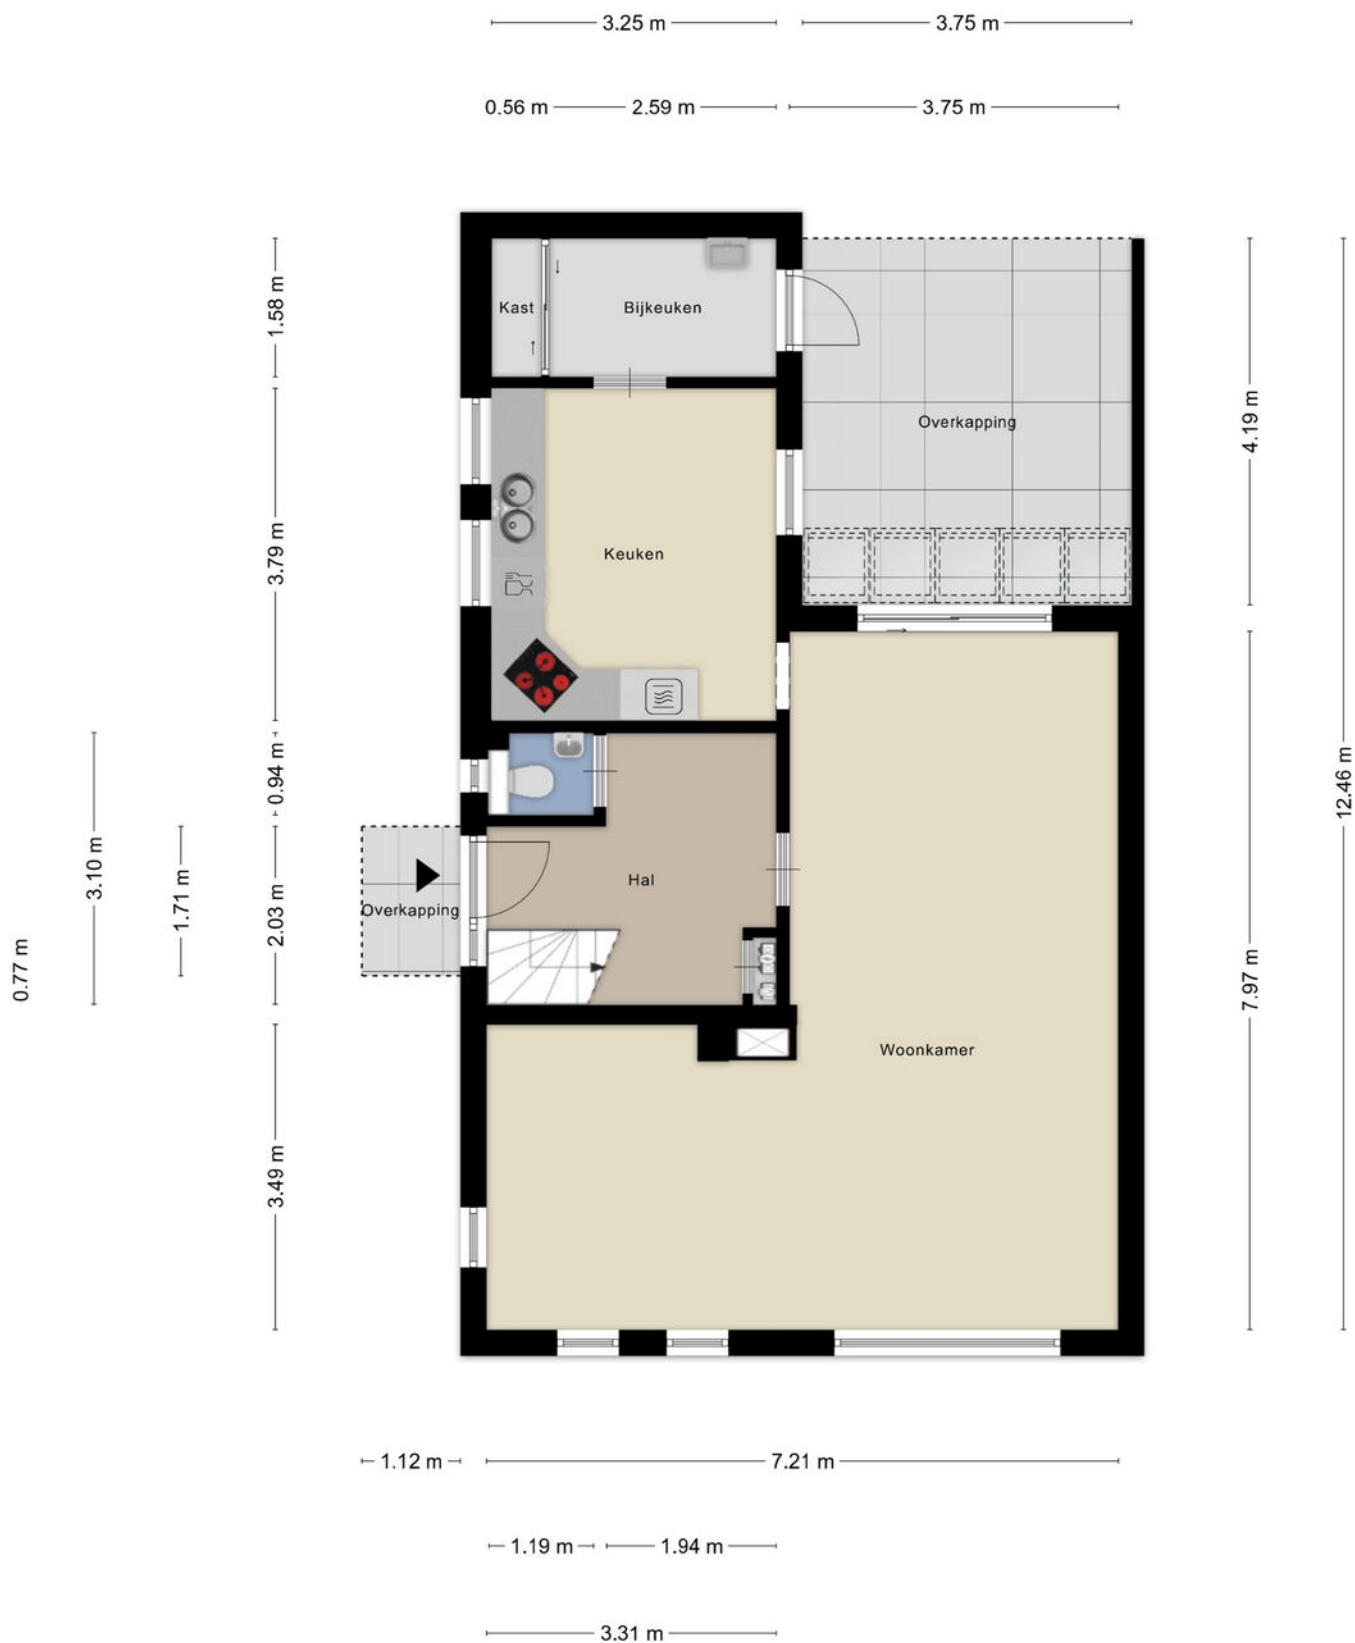 3.25 m 3.75 m
0.56 m 2.59 m 3.75 m
1.58 m
Kast Bijkeuken
Overkapping
4.19 m
3.79 m
Keuken
0.94 m
12.46 m
3.10 m
1.71 m
2.03 m
Hal
Overkapping
0.77 m
7.97 m
Woonkamer
3.49 m
1.12 m 7.21 m
1.19 m 1.94 m
3.31 m